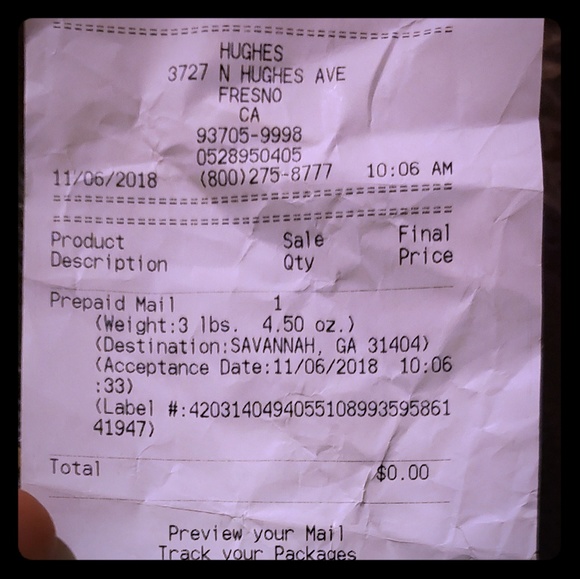 HUGHES
3727 N HUGHES AVE
FRESNO
CA
93705-9998
0528950405
11/06/2018 (800)275-8777 10:06 AM
Product Sale Final
Description Qty Price
Prepaid Mail 1
(Weight:3 lbs. 4.50 oz.)
(Destination:SAVANNAH, GA 31404)
(Acceptance Date:11/06/2018 10:06
:33)
(Label #:4203140494055108993595861
41947)
Total $0.00
Preview your Mail
Track your Packages